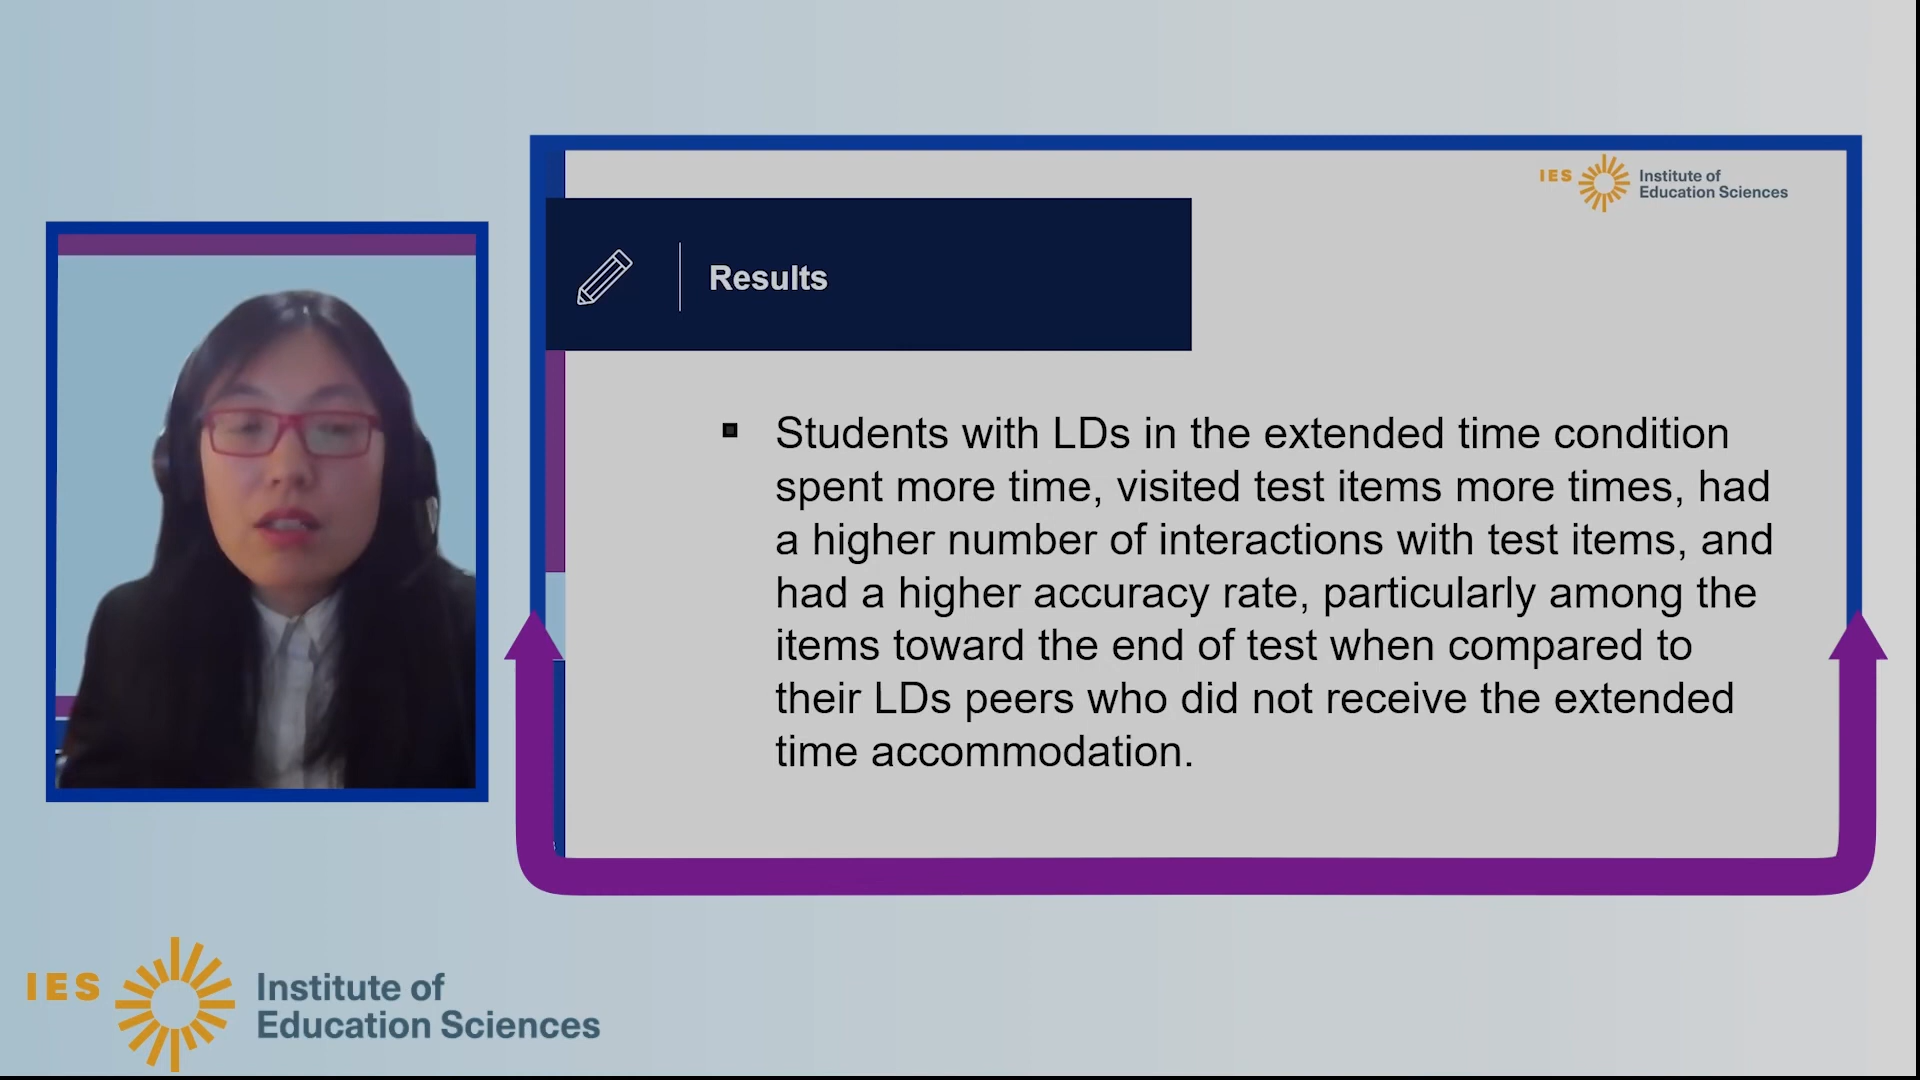 IES Institute of
Education Sciences
Results
▪ Students with LDs in the extended time condition
spent more time, visited test items more times, had
a higher number of interactions with test items, and
had a higher accuracy rate, particularly among the
items toward the end of test when compared to
their LDs peers who did not receive the extended
time accommodation.
IES Institute of
Education Sciences